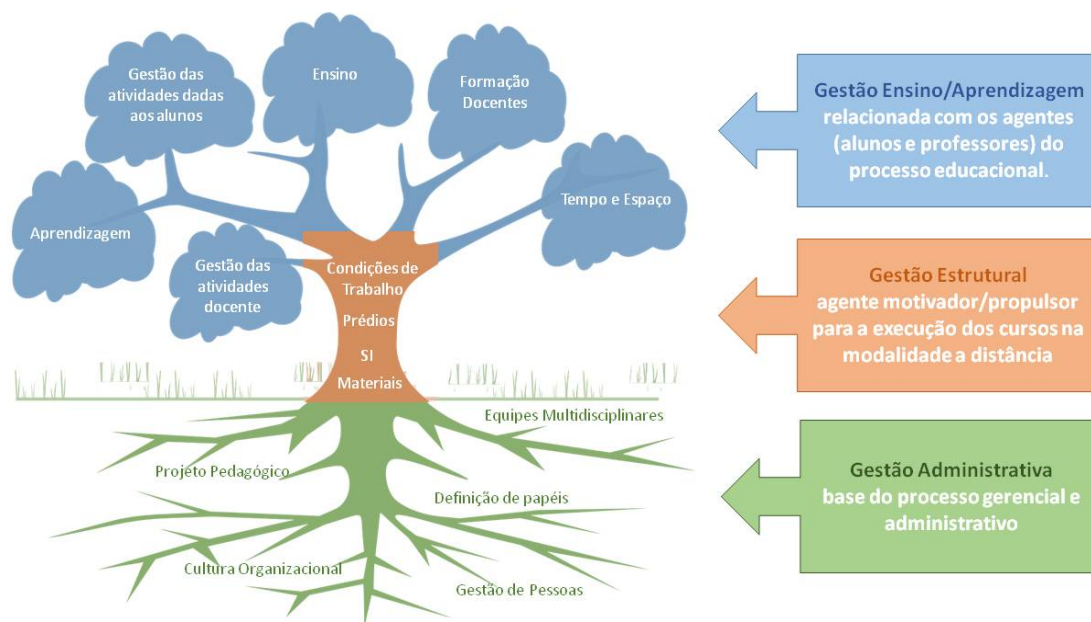 Gestão das
atividades dadas
aos alunos
Ensino
Formação
Docentes
Aprendizagem
Tempo e Espaço
Gestão das
atividades
docente
Condições de
Trabalho
Prédios
SI
Materiais
Equipes Multidisciplinares
Projeto Pedagógico
Definição de papéis
Cultura Organizacional
Gestão de Pessoas
Gestão Ensino/Aprendizagem
relacionada com os agentes
(alunos e professores) do
processo educacional.
Gestão Estrutural
agente motivador/propulsor
para a execução dos cursos na
modalidade a distância
Gestão Administrativa
base do processo gerencial e
administrativo